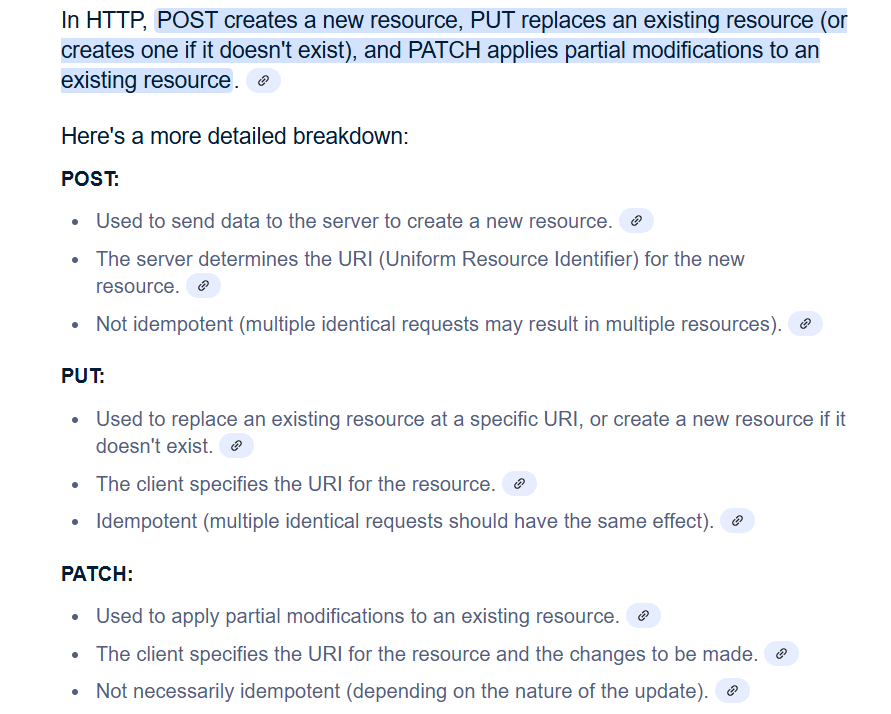 In HTTP, POST creates a new resource, PUT replaces an existing resource (or
creates one if it doesn't exist), and PATCH applies partial modifications to an
existing resource.
Here's a more detailed breakdown:
POST:
• Used to send data to the server to create a new resource.
• The server determines the URI (Uniform Resource Identifier) for the new
resource.
• Not idempotent (multiple identical requests may result in multiple resources).
PUT:
• Used to replace an existing resource at a specific URI, or create a new resource if it
doesn't exist.
• The client specifies the URI for the resource.
• Idempotent (multiple identical requests should have the same effect).
PATCH:
• Used to apply partial modifications to an existing resource.
• The client specifies the URI for the resource and the changes to be made.
• Not necessarily idempotent (depending on the nature of the update).